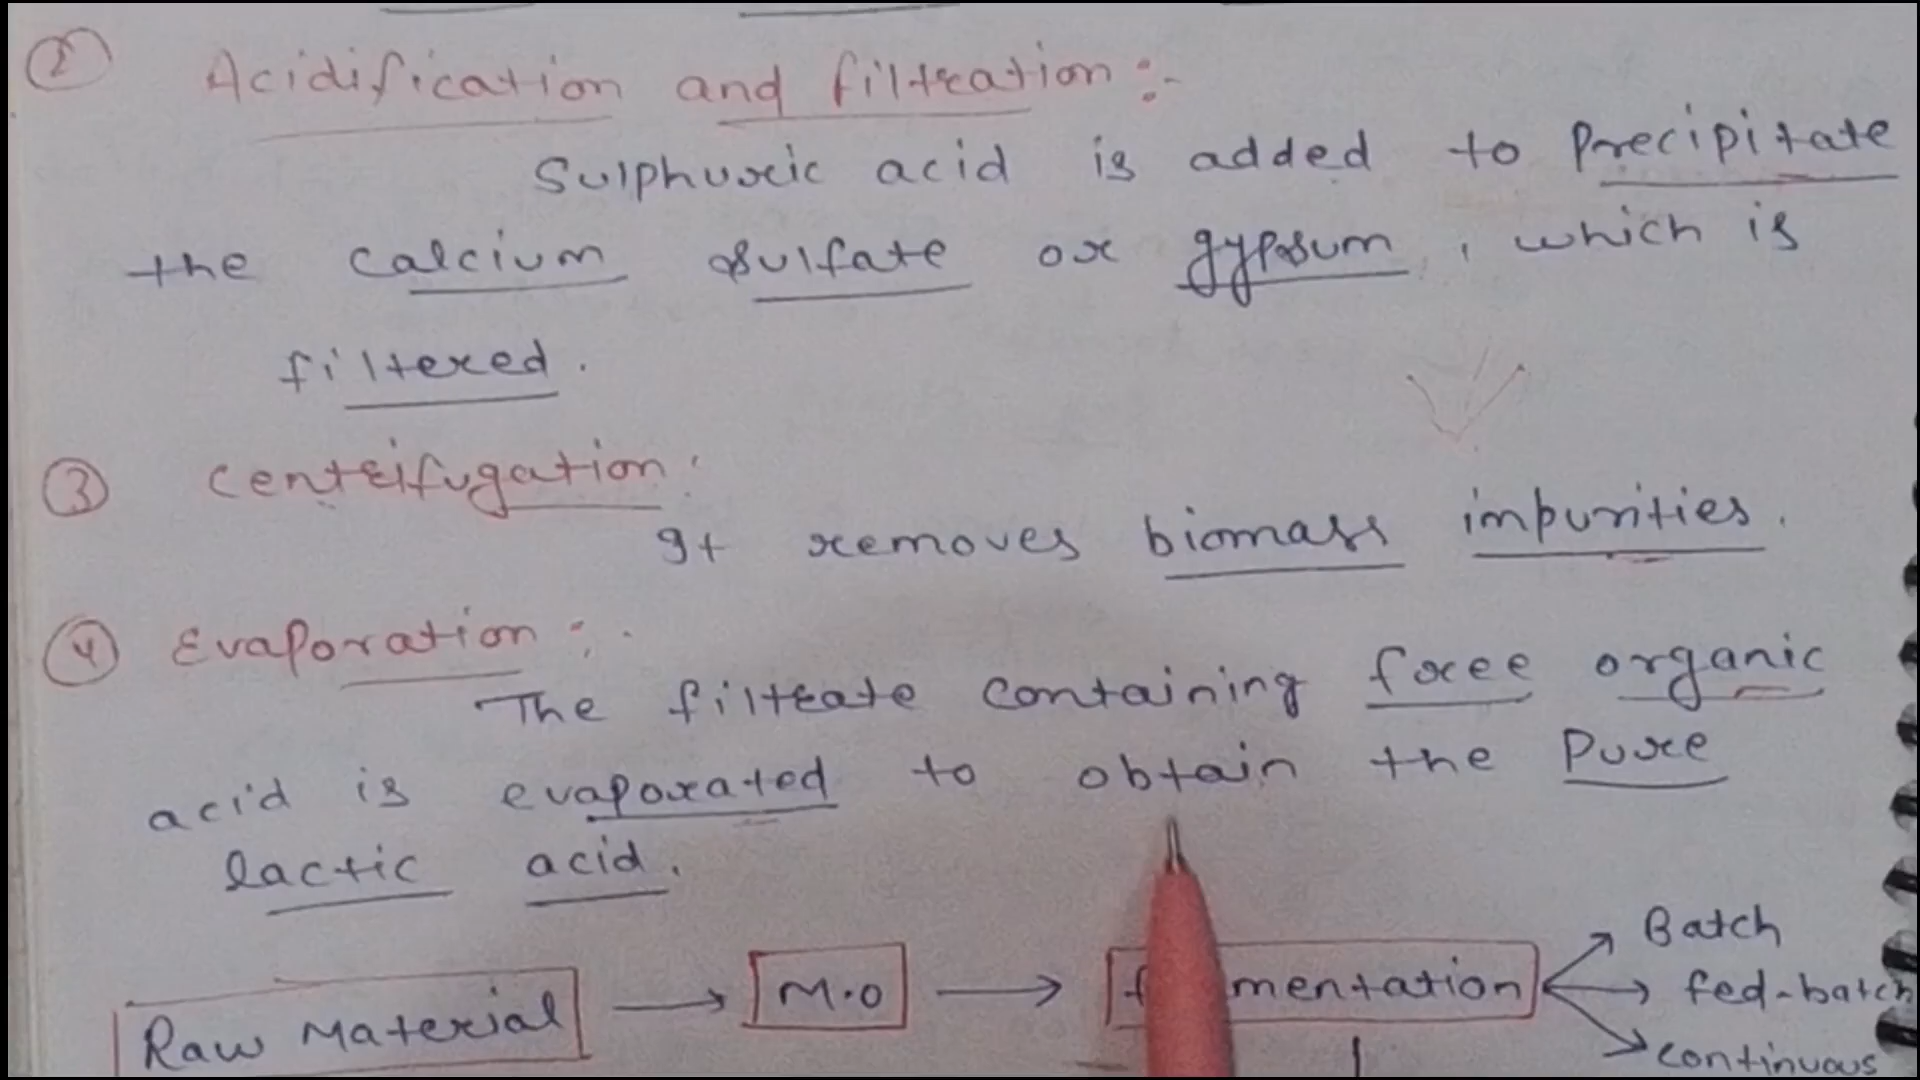 ② Acidification and filtration :-
Sulphuric acid is added to Precipitate
the calcium sulfate or gypsum, which is
filtered.
③ Centrifugation:
It removes biomass impurities.
④ Evaporation :-
The filtrate containing free organic
acid is evaporated to obtain the Pure
lactic acid.
Raw Material → M.O → mentation
Batch
fed-batch
continuous